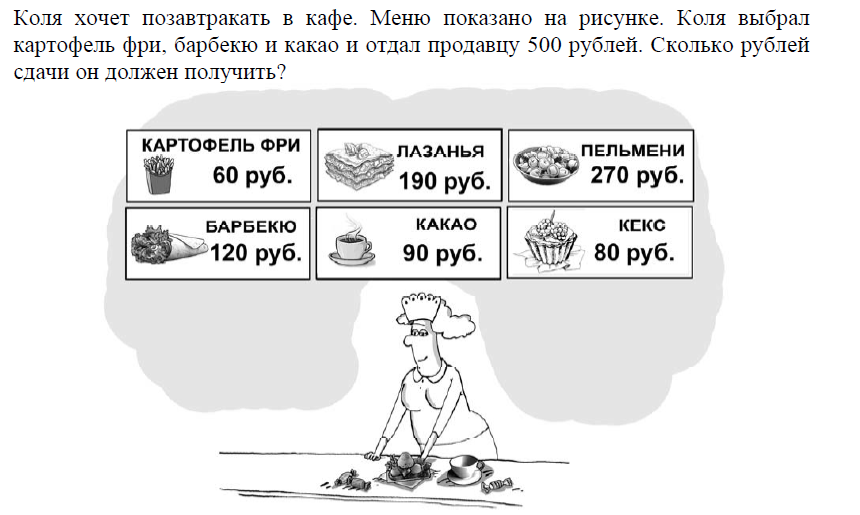 Коля хочет позавтракать в кафе. Меню показано на рисунке. Коля выбрал
картофель фри, барбекю и какао и отдал продавцу 500 рублей. Сколько рублей
сдачи он должен получить?
КАРТОФЕЛЬ ФРИ
60 руб.
ЛАЗАНЬЯ
190 руб.
ПЕЛЬМЕНИ
270 руб.
БАРБЕКЮ
120 руб.
КАКАО
90 руб.
КЕКС
80 руб.